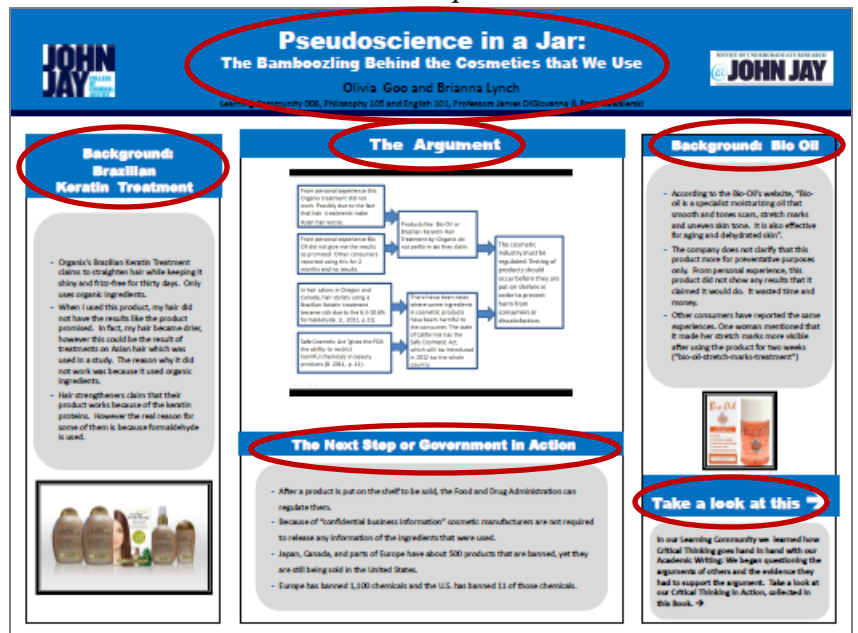 Pseudoscience in a Jar:
The Bamboozling Behind the Cosmetics that We Use
Olivia Goo and Brianna Lynch
Learning Community 008, Philosophy 105 and English 101, Professors James DiGiovanna &
JOHN
JAY
COLLEGE
OF
CRIMINAL
JUSTICE
OFFICE OF UNDERGRADUATE RESEARCH
@ JOHN JAY
Background:
Brazilian
Keratin Treatment
- Organix's Brazilian Keratin Treatment
claims to straighten hair while keeping it
shiny and frizz-free for thirty days. Only
uses organic ingredients.
- When I used this product, my hair did
not have the results like the product
promised. In fact, my hair became drier,
however this could be the result of
treatments on Asian hair which was
used in a study. The reason why it did
not work was because it used organic
ingredients.
- Hair strengtheners claim that their
product works because of the keratin
proteins. However the real reason for
some of them is because formaldehyde
is used.
The Argument
From personal experience this
Organix treatment did not
work. Possibly due to the fact
that hair treatments make
Asian hair worse.
From personal experience Bio
Oil did not give me the results
as promised. Other consumers
reported using this for 2
months and no results.
Products like Bio-Oil or
Brazilian Keratin Hair
Treatment by Organix do
not perform as they claim.
In hair salons in Oregon and
Canada, hair stylists using a
Brazilian Keratin treatment
became sick due to the 6.3-10.6%
formaldehyde. (L, 2011, p.11).
Safe Cosmetic Act "gives the FDA
the ability to restrict
harmful chemicals in beauty
products (B, 2011, p. 11).
There have been cases
where some ingredients
in cosmetic products
have been harmful to
the consumer. The state
of California has the
Safe Cosmetic Act,
which will be introduced
in 2012 to the whole
country.
The cosmetic
industry must be
regulated. Testing of
products should
occur before they are
put on shelves in
order to prevent
harm from
consumers or
dissatisfaction.
The Next Step or Government in Action
- After a product is put on the shelf to be sold, the Food and Drug Administration can
regulate them.
- Because of "confidential business information" cosmetic manufacturers are not required
to release any information of the ingredients that were used.
- Japan, Canada, and parts of Europe have about 500 products that are banned, yet they
are still being sold in the United States.
- Europe has banned 1,100 chemicals and the U.S. has banned 11 of those chemicals.
Background: Bio Oil
- According to the Bio-Oil's website, "Bio-
oil is a specialist moisturizing oil that
smooth and tones scars, stretch marks
and uneven skin tone. It is also effective
for aging and dehydrated skin".
- The company does not clarify that this
product more for preventative purposes
only. From personal experience, this
product did not show any results that it
claimed it would do. It wasted time and
money.
- Other consumers have reported the same
experiences. One woman mentioned that
it made her stretch marks more visible
after using the product for two weeks
("bio-oil-stretch-marks-treatment")
Bio-Oil
Bio-Oil
Take a look at this →
In our Learning Community we learned how
Critical Thinking goes hand in hand with our
Academic Writing: We began questioning the
arguments of others and the evidence they
had to support the argument. Take a look at
our Critical Thinking in Action, collected in
this Book. →